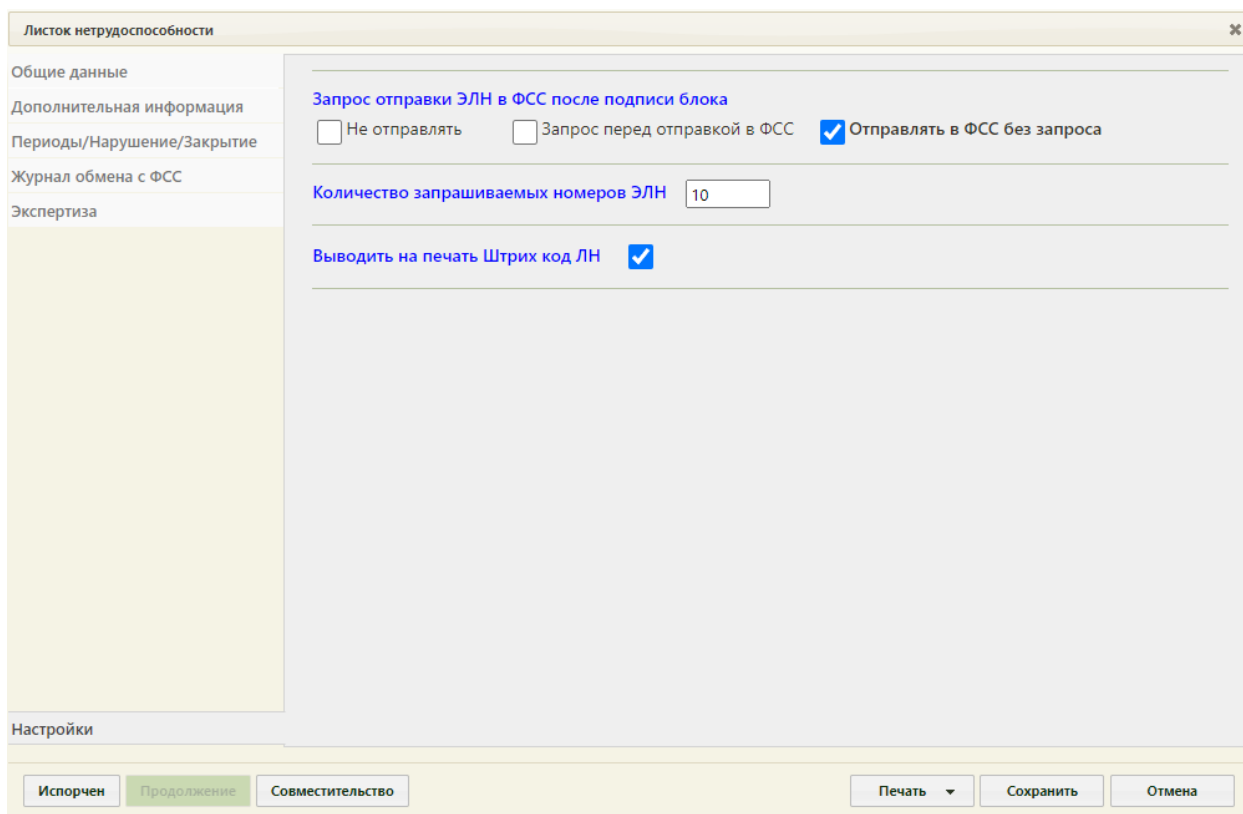 Листок нетрудоспособности
Общие данные
Дополнительная информация
Периоды/Нарушение/Закрытие
Журнал обмена с ФСС
Экспертиза
Запрос отправки ЭЛН в ФСС после подписи блока
Не отправлять Запрос перед отправкой в ФСС Отправлять в ФСС без запроса
Количество запрашиваемых номеров ЭЛН 10
Выводить на печать Штрих код ЛН
Настройки
Испорчен Продолжение Совместительство Печать Сохранить Отмена